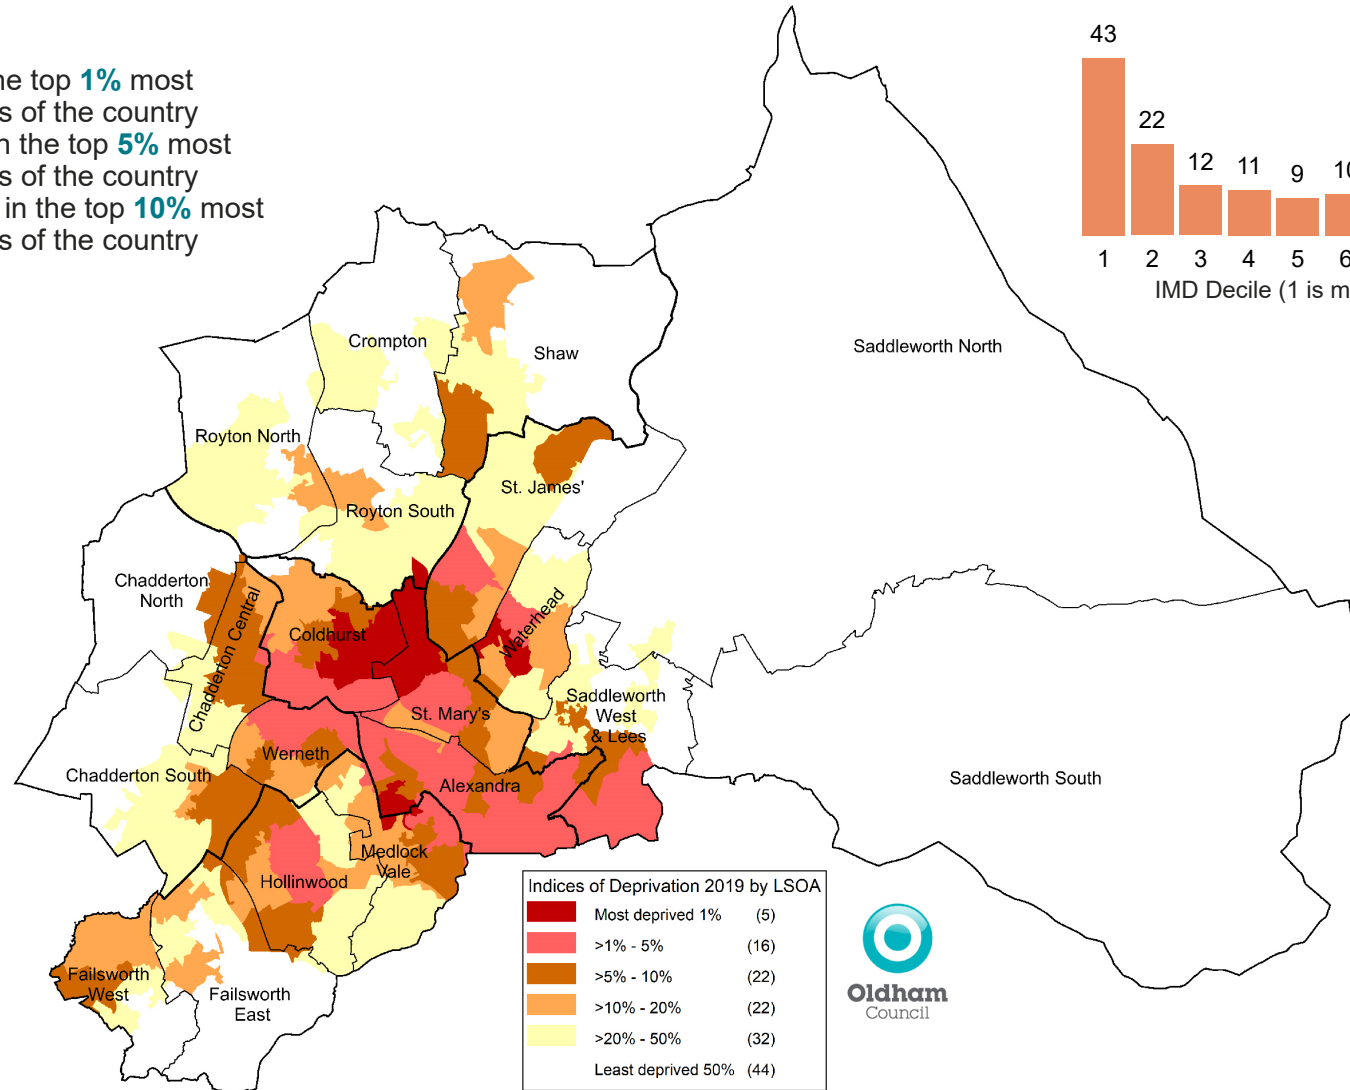 he top 1% most
s of the country
n the top 5% most
s of the country
in the top 10% most
s of the country
43
22
12
11
9
10
1
2
3
4
5
6
IMD Decile (1 is m
Crompton
Shaw
Saddleworth North
Royton North
St. James'
Royton South
Chadderton
North
Chadderton Central
Coldhurst
Waterhead
Saddleworth
West
& Lees
St. Mary's
Werneth
Chadderton South
Alexandra
Saddleworth South
Medlock
Vale
Hollinwood
Failsworth
West
Failsworth
East
Indices of Deprivation 2019 by LSOA
Most deprived 1% (5)
>1% - 5% (16)
>5% - 10% (22)
>10% - 20% (22)
>20% - 50% (32)
Least deprived 50% (44)
Oldham
Council